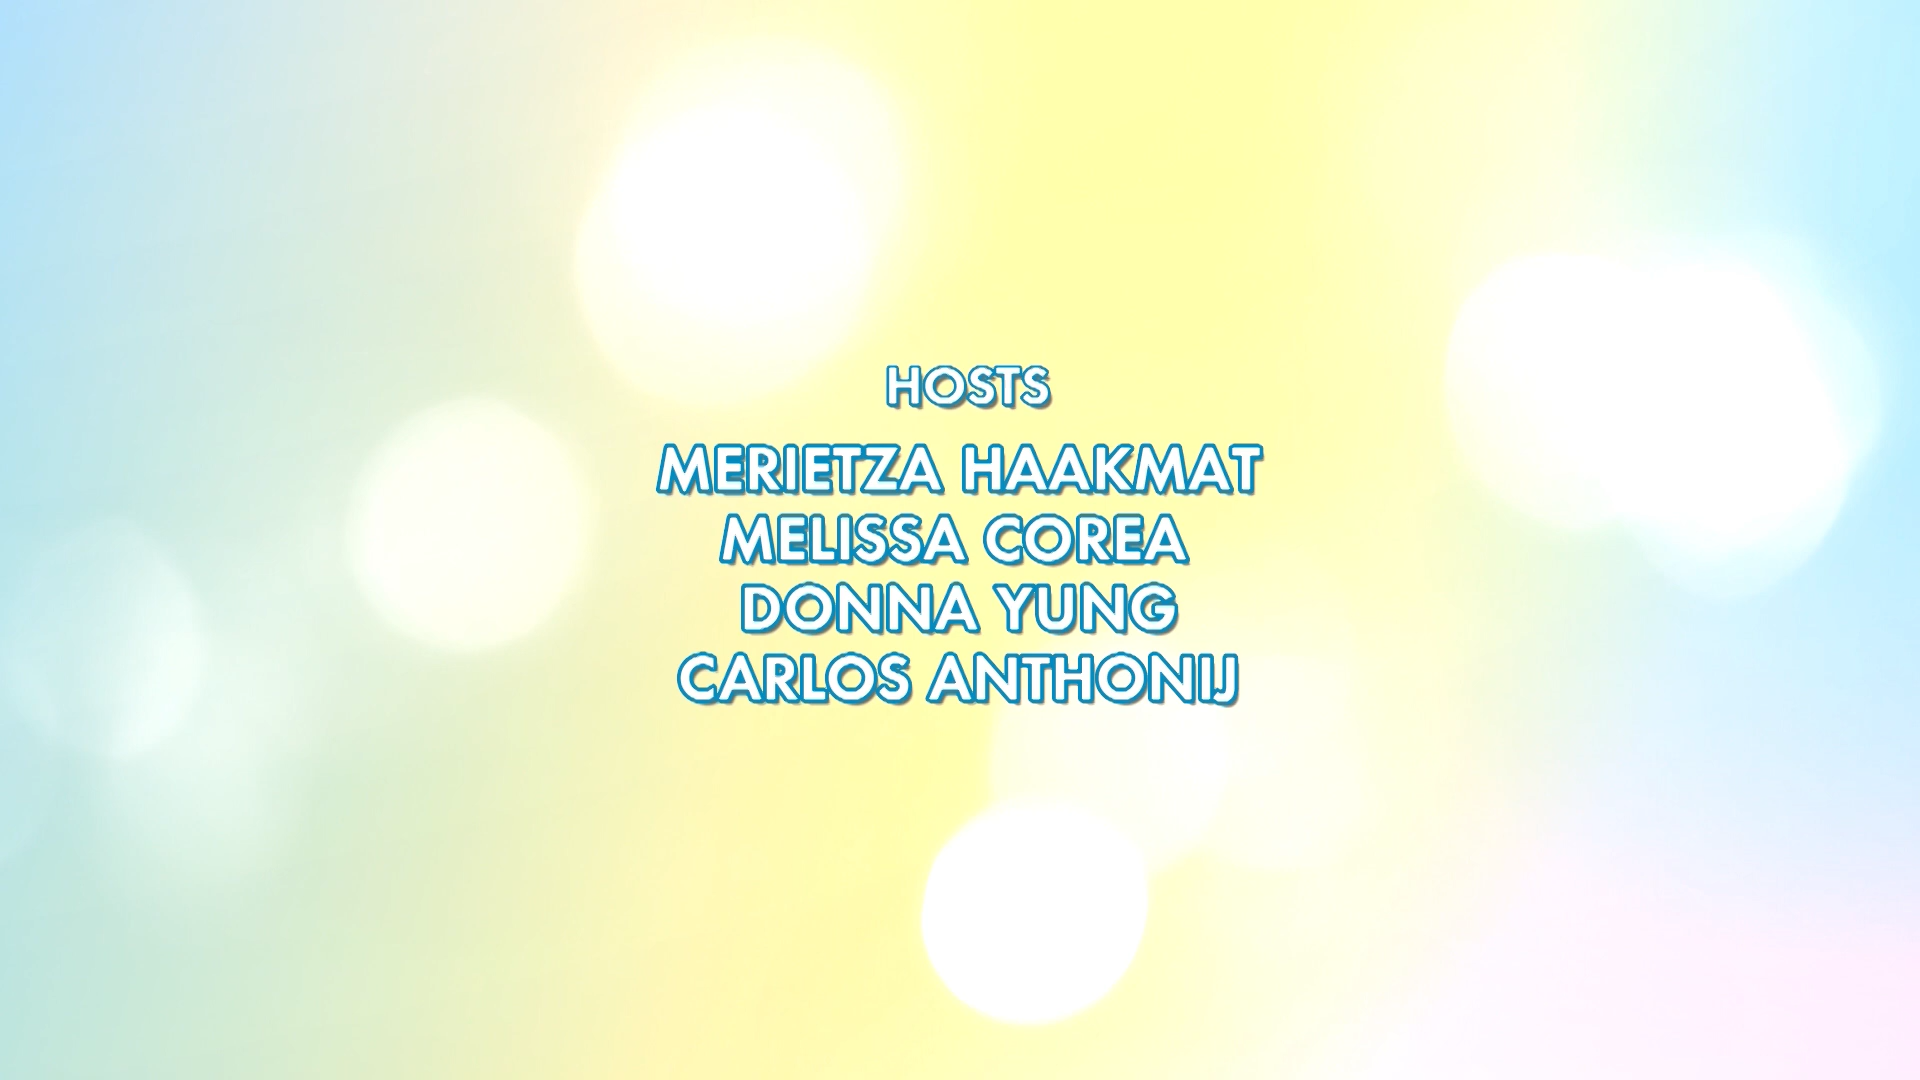 HOSTS
MERIETZA HAAKMAT
MELISSA COREA
DONNA YUNG
CARLOS ANTHONIJ